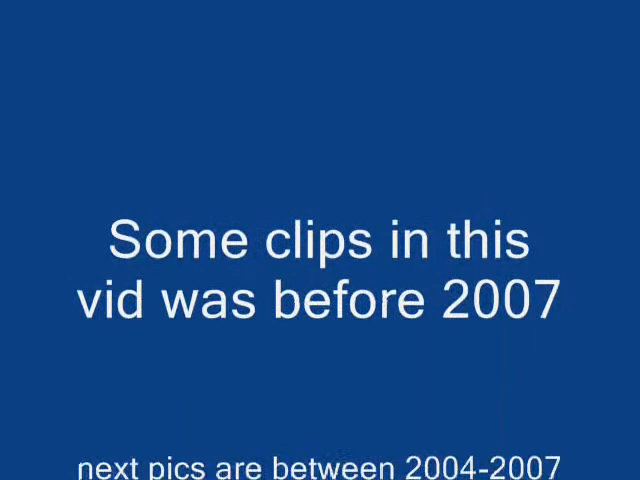 Some clips in this
vid was before 2007
next pics are between 2004-2007